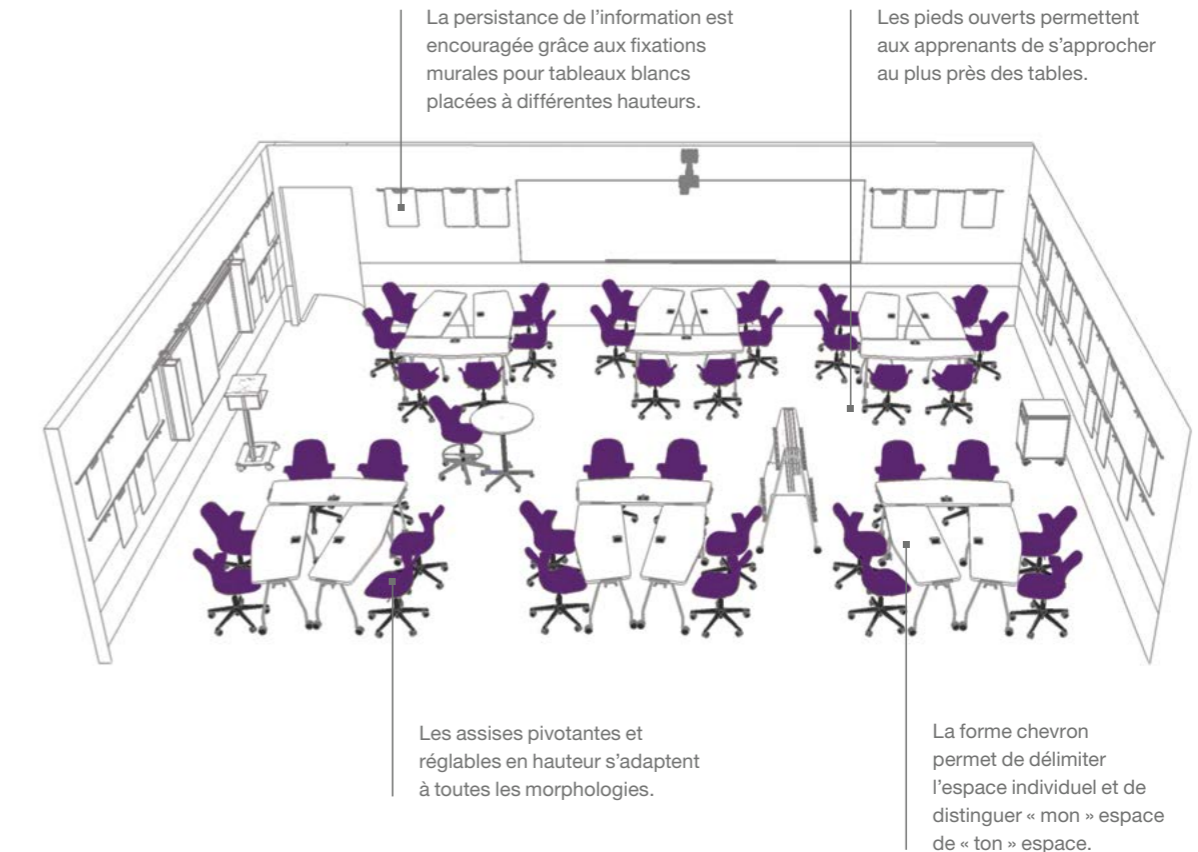 La persistance de l’information est
encouragée grâce aux fixations
murales pour tableaux blancs
placées à différentes hauteurs.
Les pieds ouverts permettent
aux apprenants de s’approcher
au plus près des tables.
Les assises pivotantes et
réglables en hauteur s’adaptent
à toutes les morphologies.
La forme chevron
permet de délimiter
l’espace individuel et de
distinguer « mon » espace
de « ton » espace.